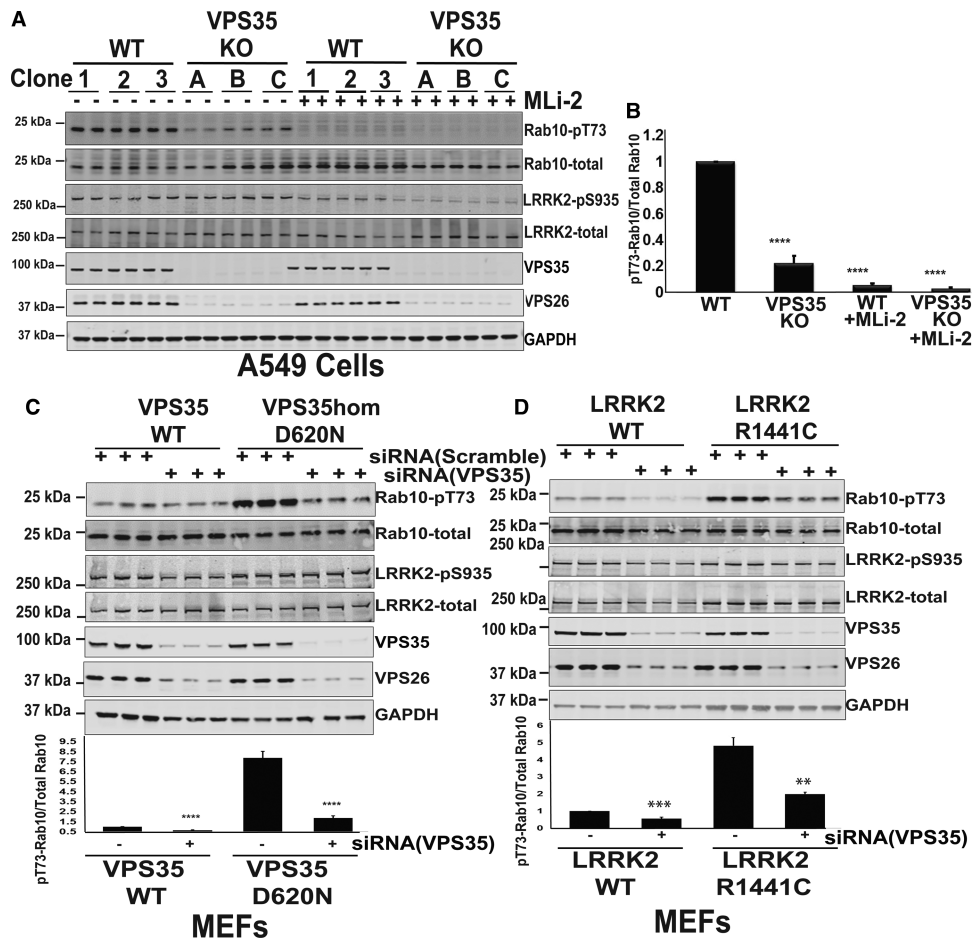 A
VPS35 VPS35
WT KO WT KO
Clone 1 2 3 A B C 1 2 3 A B C
- - - - - - - - - - - - + + + + + + + + + + + + MLi-2
25 kDa Rab10-pT73
25 kDa Rab10-total
250 kDa LRRK2-pS935
250 kDa LRRK2-total
100 kDa VPS35
37 kDa VPS26
37 kDa GAPDH
A549 Cells
B
pT73-Rab10/Total Rab10
1.2
1
0.8
0.6
0.4
0.2
0
****
**** ****
WT VPS35 KO WT +MLi-2 VPS35 KO +MLi-2
C
VPS35 WT VPS35hom D620N
+ + + + + + siRNA(Scramble)
+ + + + + + siRNA(VPS35)
25 kDa Rab10-pT73
25 kDa Rab10-total
250 kDa LRRK2-pS935
250 kDa LRRK2-total
100 kDa VPS35
37 kDa VPS26
37 kDa GAPDH
pT73-Rab10/Total Rab10
9.5
8.5
7.5
6.5
5.5
4.5
3.5
2.5
1.5
0.5
**** ****
- + - + siRNA(VPS35)
VPS35 WT VPS35 D620N
MEFs
D
LRRK2 WT LRRK2 R1441C
+ + + + + +
+ + + + + +
25 kDa Rab10-pT73
25 kDa Rab10-total
250 kDa LRRK2-pS935
250 kDa LRRK2-total
100 kDa VPS35
37 kDa VPS26
37 kDa GAPDH
pT73-Rab10/Total Rab10
6
5
4
3
2
1
0
*** **
- + - + siRNA(VPS35)
LRRK2 WT LRRK2 R1441C
MEFs